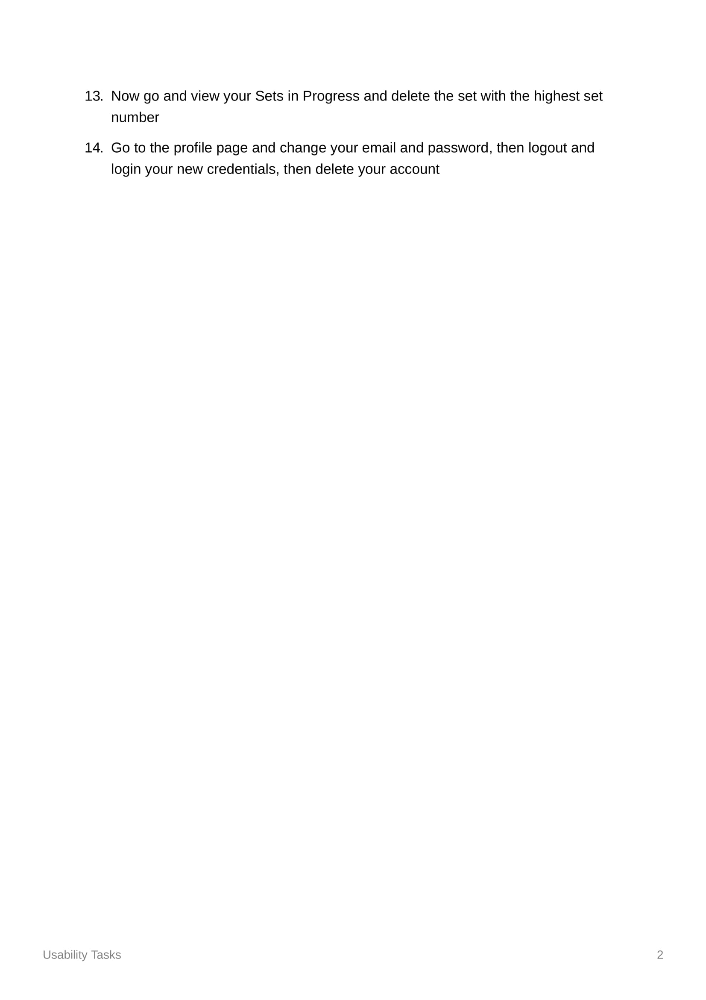 13. Now go and view your Sets in Progress and delete the set with the highest set
number
14. Go to the profile page and change your email and password, then logout and
login your new credentials, then delete your account
Usability Tasks 2